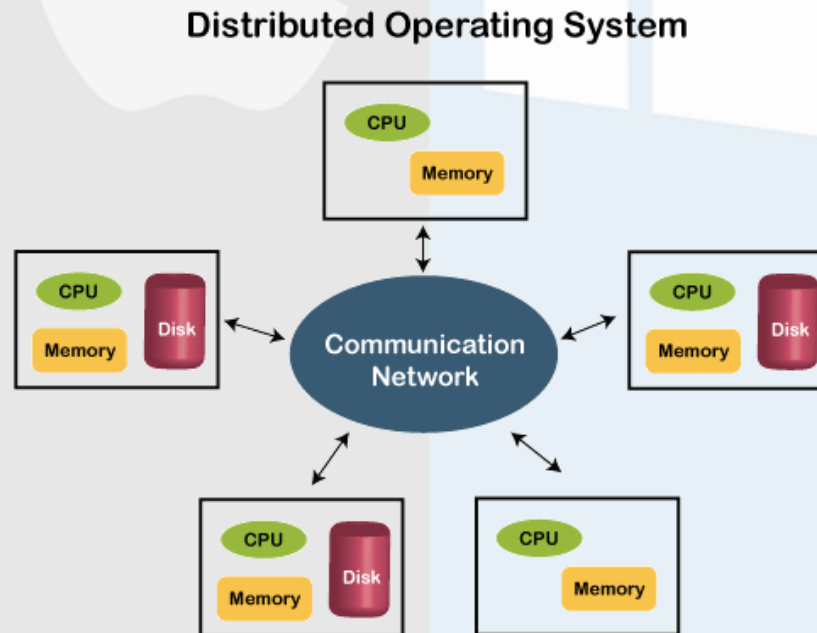 Distributed Operating System
CPU
Memory
CPU
Memory
Disk
CPU
Memory
Disk
Communication
Network
CPU
Memory
Disk
CPU
Memory